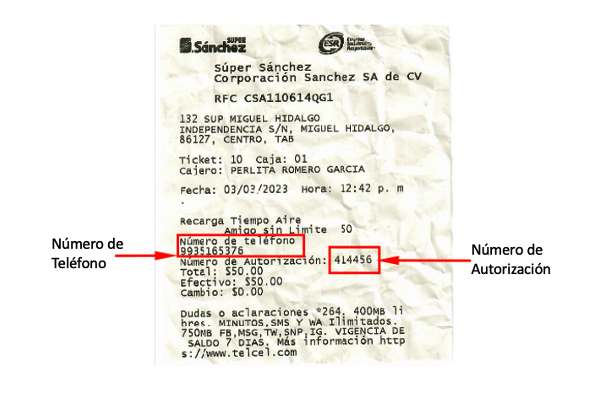 SUPER
S.Sánchez
ESR
Súper Sánchez
Corporación Sanchez SA de CV
RFC CSA110614QG1
132 SUP MIGUEL HIDALGO
INDEPENDENCIA S/N, MIGUEL HIDALGO,
86127, CENTRO, TAB
Ticket: 10 Caja: 01
Cajero: PERLITA ROMERO GARCIA
Fecha: 03/03/2023 Hora: 12:42 p. m
.
Recarga Tiempo Aire
Amigo sin Limite 50
Número de teléfono
9935165376
Número de Autorización: 414456
Total: $50.00
Efectivo: $50.00
Cambio: $0.00
Dudas o aclaraciones *264. 400MB li
bres. MINUTOS,SMS Y WA Ilimitados.
750MB FB,MSG,TW,SNP,IG. VIGENCIA DE
SALDO 7 DIAS. Más información http
s://www.telcel.com
Número de
Teléfono
Número de
Autorización